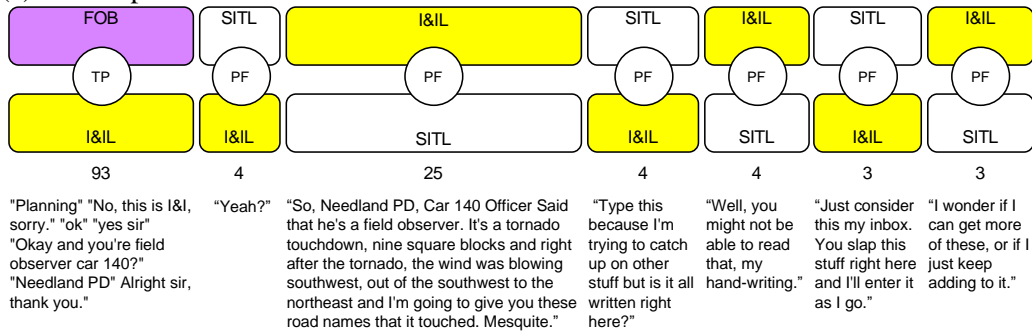 FOB SITL I&IL SITL I&IL SITL I&IL
TP PF PF PF PF PF PF
I&IL I&IL SITL I&IL SITL I&IL SITL
93 4 25 4 4 3 3
"Planning" "No, this is I&I,
sorry." "ok" "yes sir"
"Okay and you're field
observer car 140?"
"Needland PD" Alright sir,
thank you."
“Yeah?”
“So, Needland PD, Car 140 Officer Said
that he's a field observer. It's a tornado
touchdown, nine square blocks and right
after the tornado, the wind was blowing
southwest, out of the southwest to the
northeast and I'm going to give you these
road names that it touched. Mesquite.”
“Type this
because I'm
trying to catch
up on other
stuff but is it all
written right
here?”
“Well, you
might not be
able to read
that, my
hand-writing.”
“Just consider
this my inbox.
You slap this
stuff right here
and I'll enter it
as I go.”
“I wonder if I
can get more
of these, or if I
just keep
adding to it.”